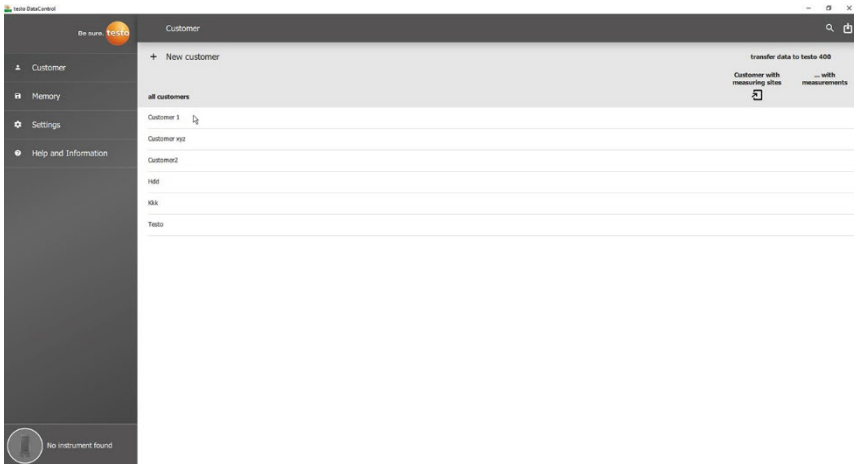 testo DataControl
Be sure. testo
Customer
Customer
Memory
Settings
Help and Information
No instrument found
+ New customer
transfer data to testo 400
Customer with
measuring sites
... with
measurements
all customers
Customer 1
Customer xyz
Customer2
Hdd
Kkk
Testo